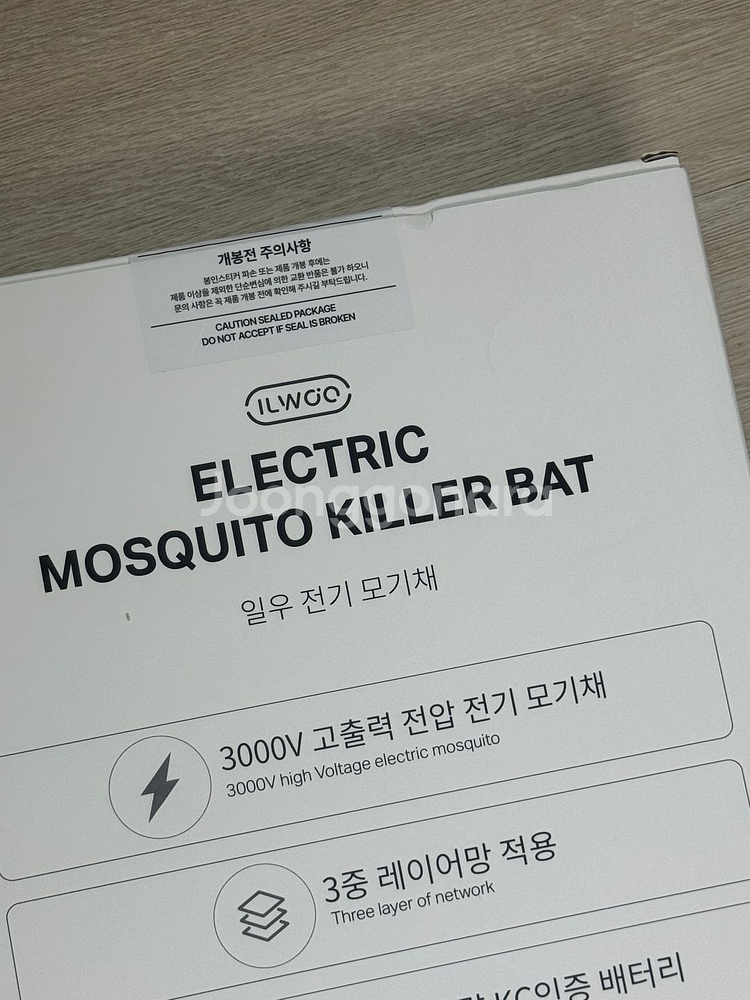 개봉전 주의사항
봉인스티커 파손 또는 제품 개봉 후에는
제품 이상을 제외한 단순변심에 의한 교환 반품은 불가 하오니
문의 사항은 꼭 제품 개봉 전에 확인해 주시길 부탁드립니다.
CAUTION SEALED PACKAGE
DO NOT ACCEPT IF SEAL IS BROKEN
ILWOO
ELECTRIC
MOSQUITO KILLER BAT
Joonggonara
일우 전기 모기채
3000V 고출력 전압 전기 모기채
3000V high Voltage electric mosquito
3중 레이어망 적용
Three layer of network
KC인증 배터리